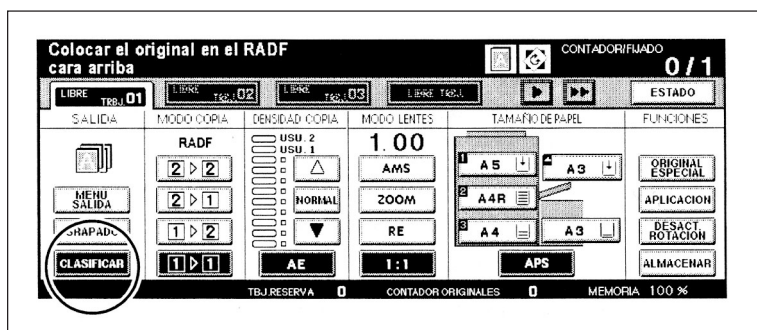 Colocar el original en el RADF
cara arriba
CONTADOR/FIJADO
0/1
LIBRE TRBJ.01
LIBRE TRBJ.02
LIBRE TRBJ.03
LIBRE TRBJ.
ESTADO
SALIDA
MODO COPIA
DENSIDAD COPIA
MODO LENTES
TAMAÑO DE PAPEL
FUNCIONES
MENU
SALIDA
GRAPADO
CLASIFICAR
RADF
2▷2
2▷1
1▷2
1▷1
USU.2
USU.1
NORMAL
AE
1.00
AMS
ZOOM
RE
1:1
1 A5
A3
2 A4R
3 A4
A3
APS
ORIGINAL
ESPECIAL
APLICACION
DESACT.
ROTACION
ALMACENAR
TBJ.RESERVA 0
CONTADOR ORIGINALES 0
MEMORIA 100 %